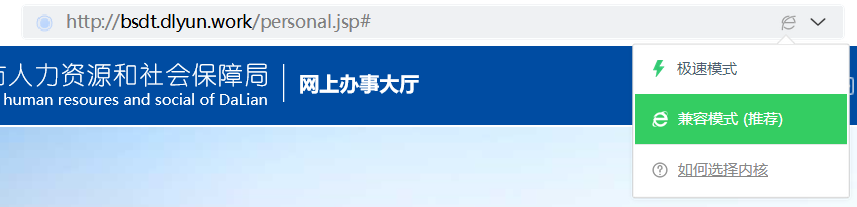 http://bsdt.dlyun.work/personal.jsp#
极速模式
人力资源和社会保障局
网上办事大厅
human resoures and social of DaLian
兼容模式 (推荐)
如何选择内核